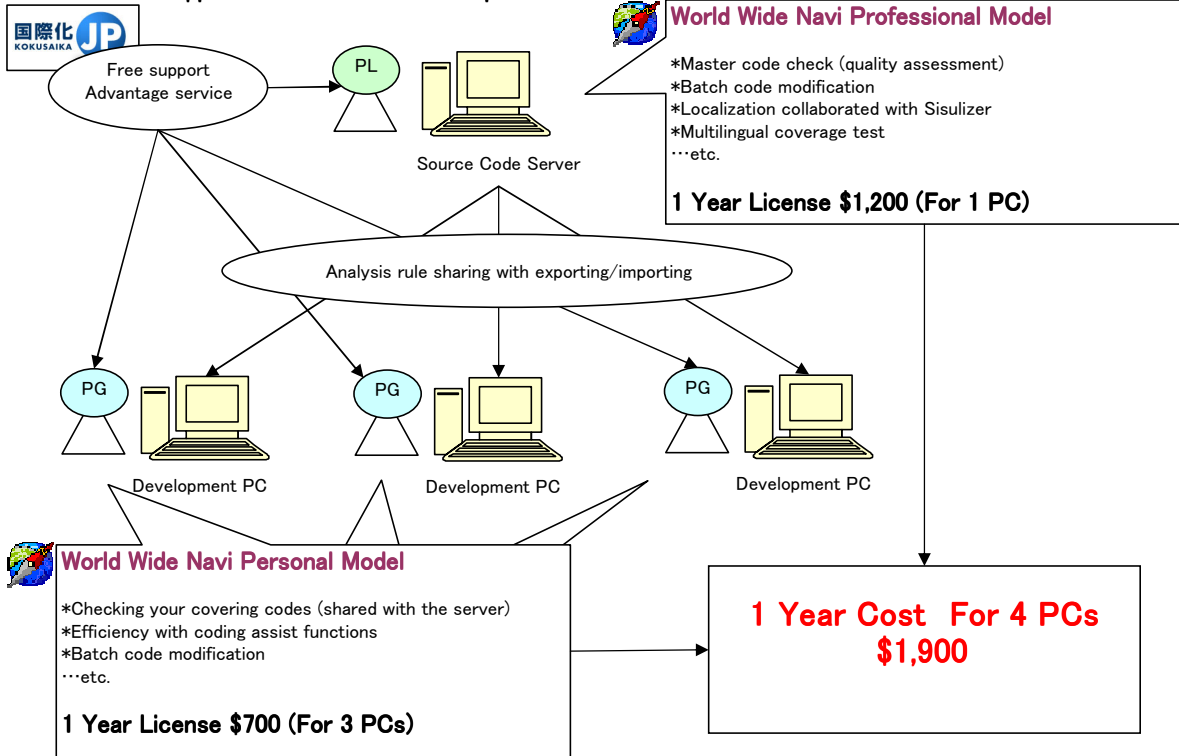 国際化
KOKUSAIKA
JP
Free support
Advantage service
PL
Source Code Server
World Wide Navi Professional Model
*Master code check (quality assessment)
*Batch code modification
*Localization collaborated with Sisulizer
*Multilingual coverage test
…etc.
1 Year License $1,200 (For 1 PC)
Analysis rule sharing with exporting/importing
PG
PG
PG
Development PC
Development PC
Development PC
World Wide Navi Personal Model
*Checking your covering codes (shared with the server)
*Efficiency with coding assist functions
*Batch code modification
…etc.
1 Year License $700 (For 3 PCs)
1 Year Cost For 4 PCs
$1,900